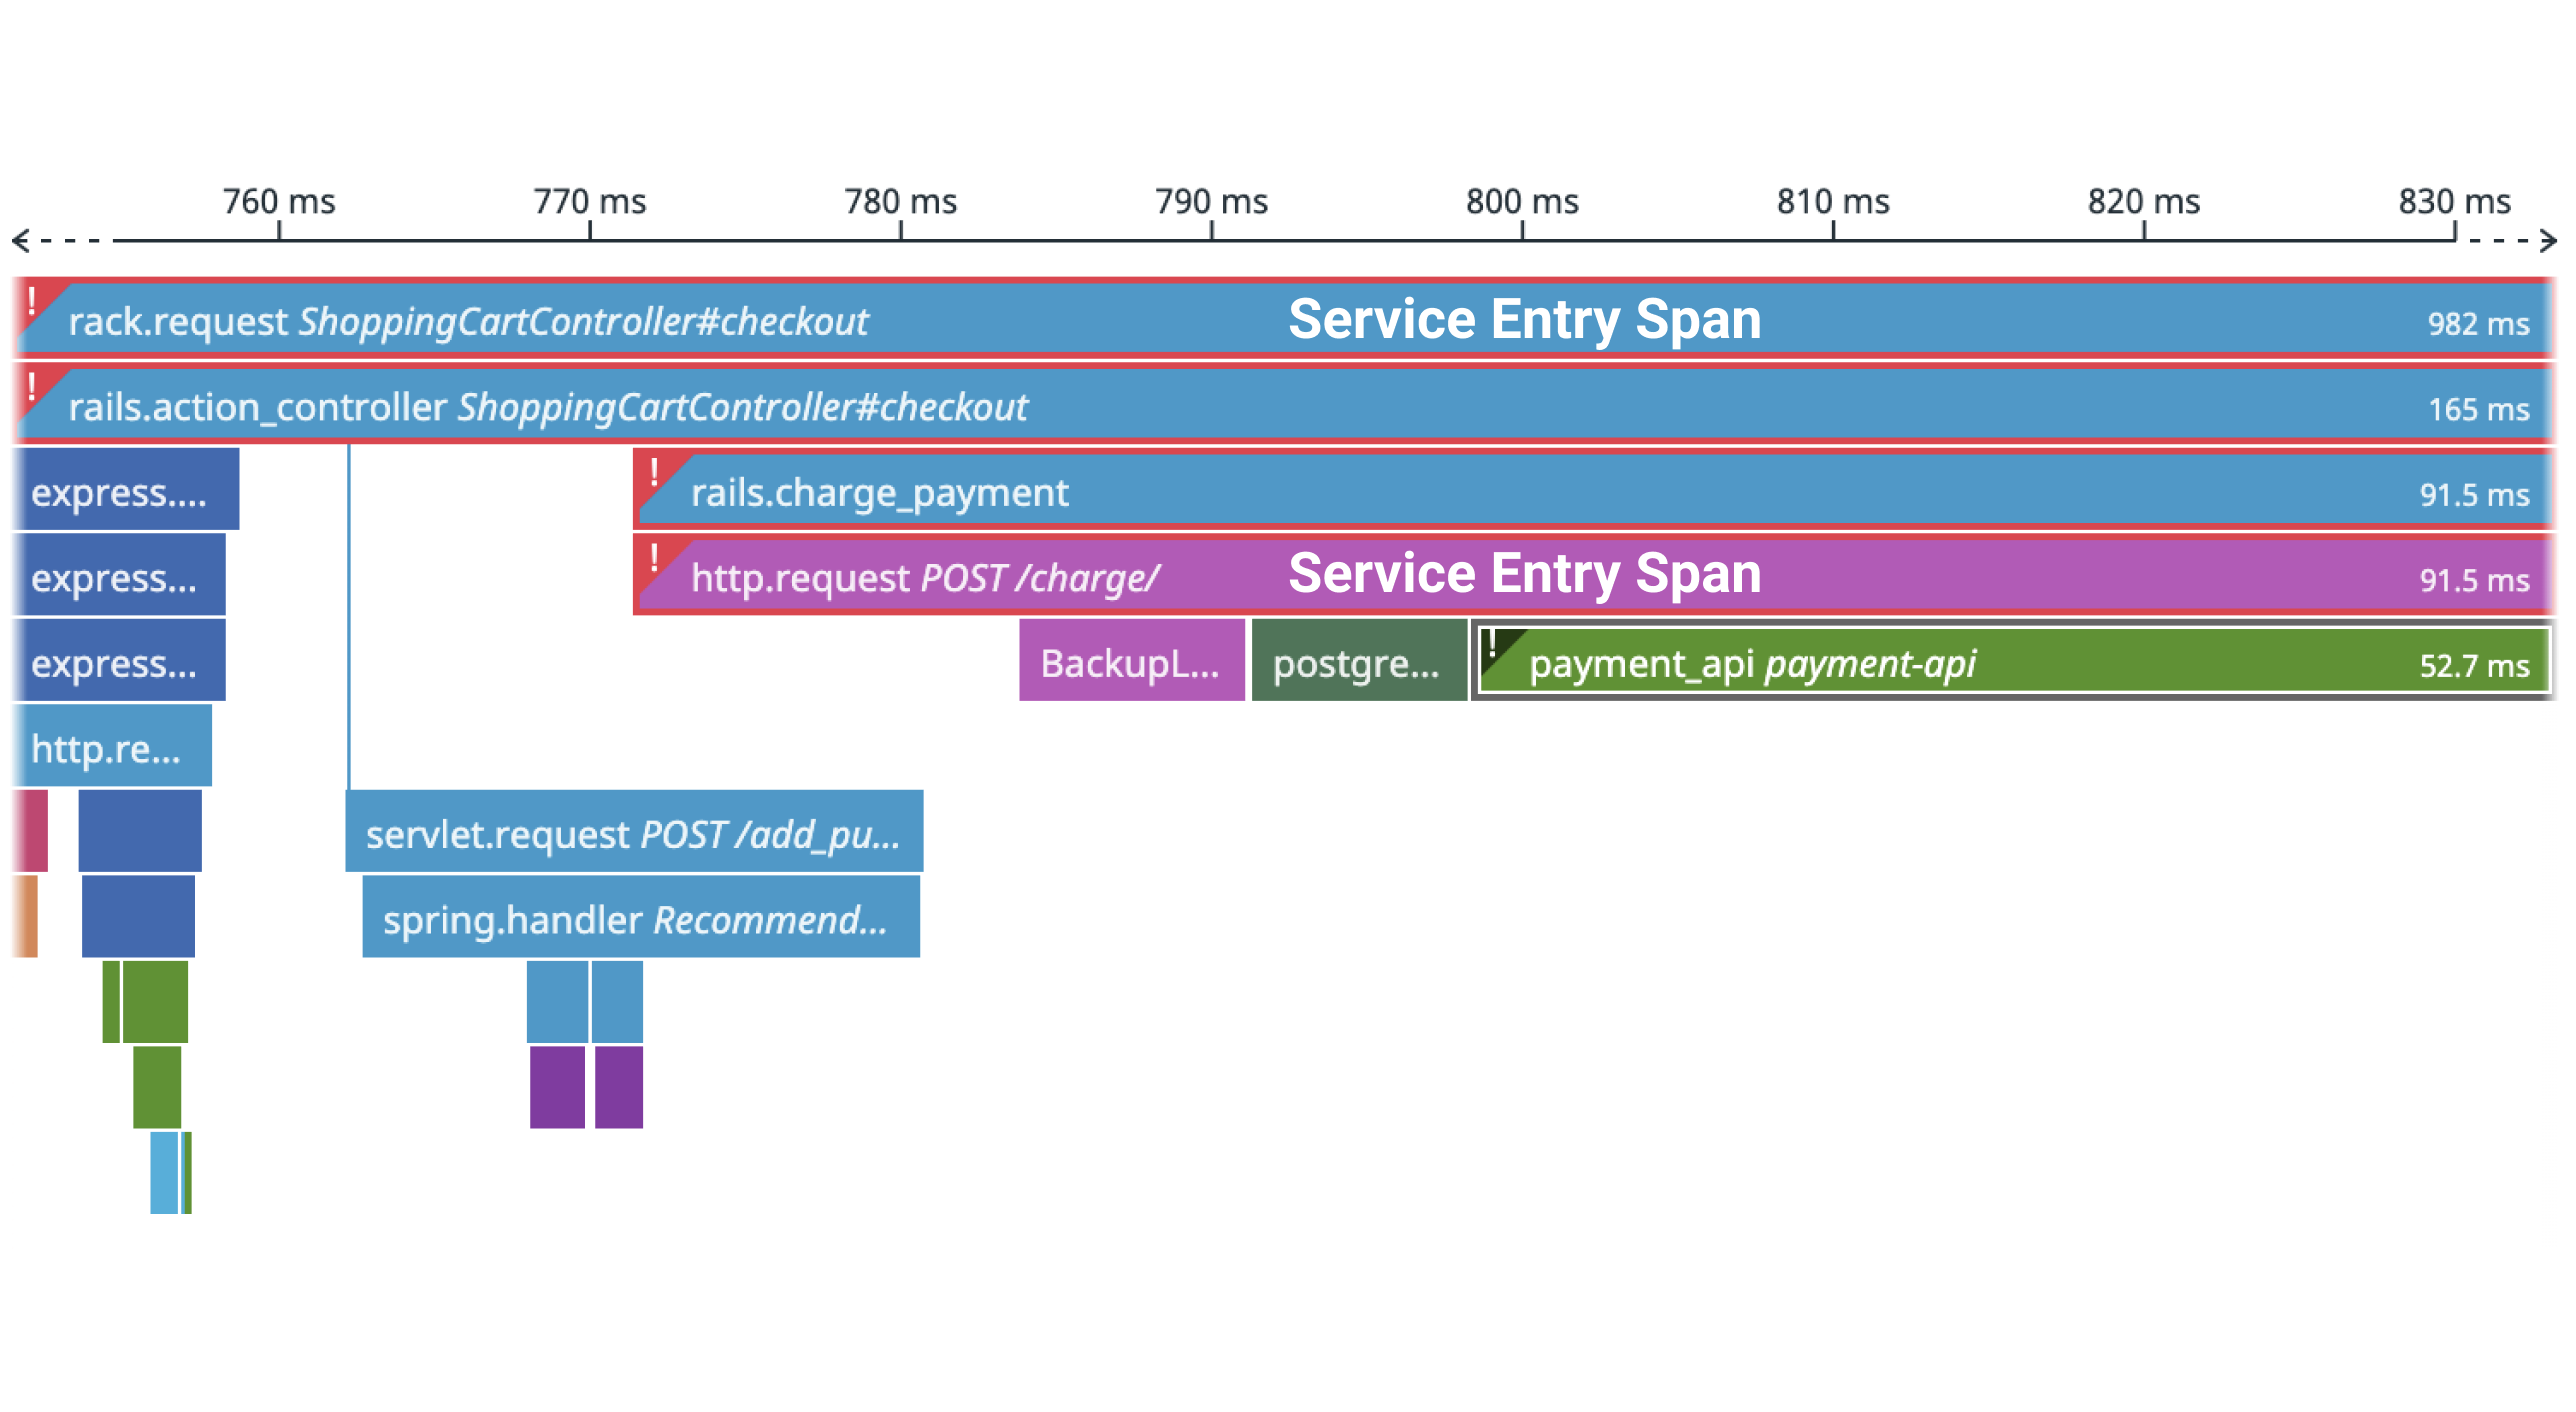 760 ms 770 ms 780 ms 790 ms 800 ms 810 ms 820 ms 830 ms
! rack.request ShoppingCartController#checkout Service Entry Span 982 ms
! rails.action_controller ShoppingCartController#checkout 165 ms
express.... ! rails.charge_payment 91.5 ms
express... ! http.request POST /charge/ Service Entry Span 91.5 ms
express... BackupL... postgre... ! payment_api payment-api 52.7 ms
http.re...
servlet.request POST /add_pu...
spring.handler Recommend...